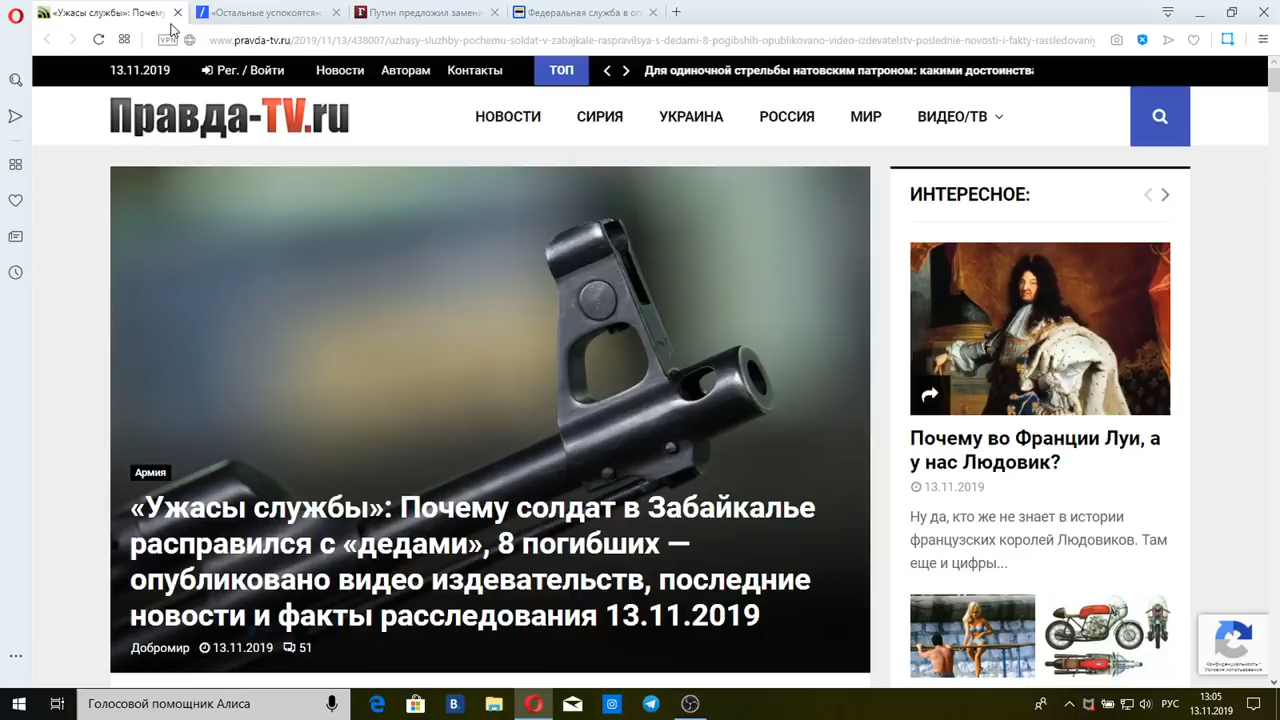 «Ужасы службы»: Почему
«Остальные успокоятся»:
Путин предложил замени
Федеральная служба в оп
VPN
www.pravda-tv.ru/2019/11/13/438007/uzhasy-sluzhby-pochemu-soldat-v-zabajkale-raspravilsya-s-dedami-8-pogibshih-opublikovano-video-izdevatelstv-poslednie-novosti-i-fakty-rassledovaniy
13.11.2019
Рег. / Войти
Новости
Авторам
Контакты
ТОП
Для одиночной стрельбы натовским патроном: какими достоинства
Правда-TV.ru
НОВОСТИ
СИРИЯ
УКРАИНА
РОССИЯ
МИР
ВИДЕО/ТВ
Армия
«Ужасы службы»: Почему солдат в Забайкалье
расправился с «дедами», 8 погибших —
опубликовано видео издевательств, последние
новости и факты расследования 13.11.2019
Добромир 13.11.2019 51
ИНТЕРЕСНОЕ:
Почему во Франции Луи, а
у нас Людовик?
13.11.2019
Ну да, кто же не знает в истории
французских королей Людовиков. Там
еще и цифры...
Конфиденциальность -
Условия использования
Голосовой помощник Алиса
РУС
13:05
13.11.2019